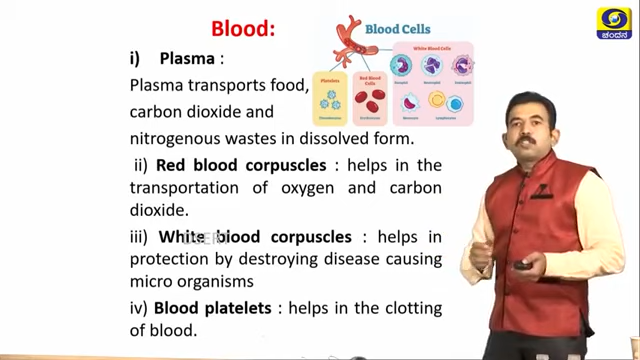 Blood:
Blood Cells
White Blood Cells
Platelets
Red Blood
Cells
i) Plasma :
Plasma transports food,
carbon dioxide and
nitrogenous wastes in dissolved form.
ii) Red blood corpuscles : helps in the
transportation of oxygen and carbon
dioxide.
iii) White blood corpuscles : helps in
protection by destroying disease causing
micro organisms
iv) Blood platelets : helps in the clotting
of blood.
DSERT
ಚಂದನ